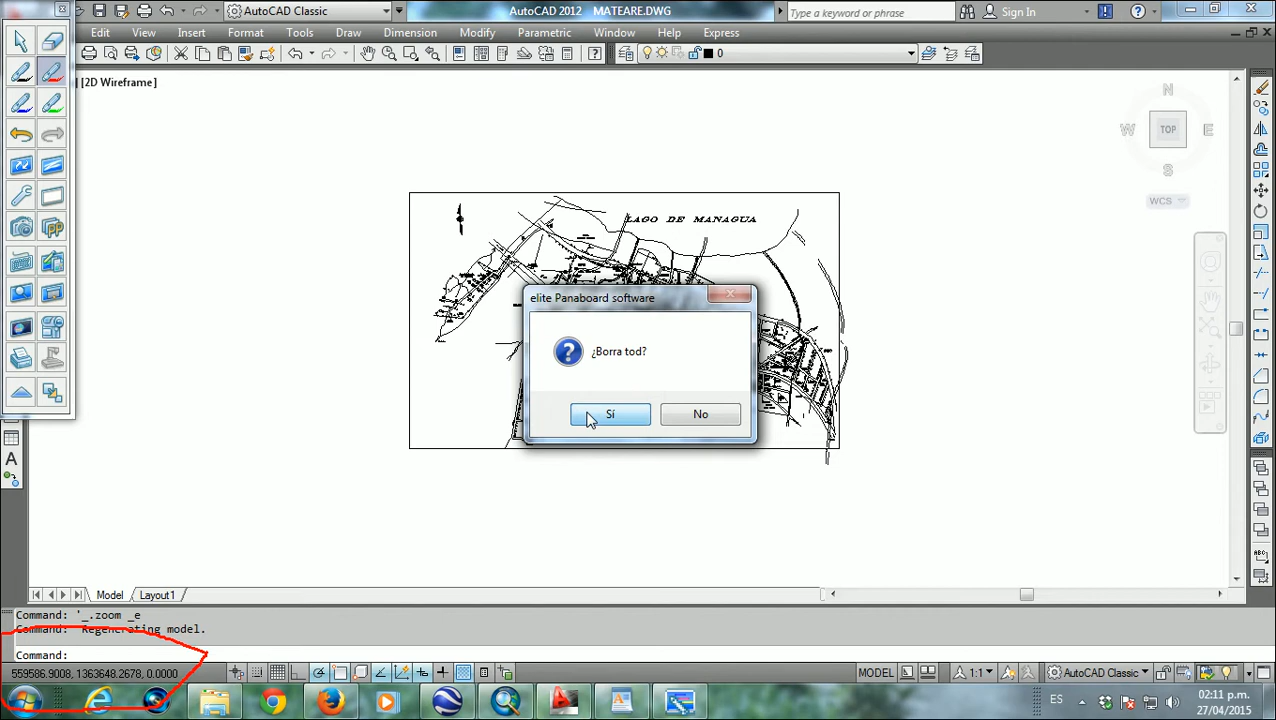 AutoCAD Classic
AutoCAD 2012 MATEARE.DWG
Type a keyword or phrase
Sign In
Edit View Insert Format Tools Draw Dimension Modify Parametric Window Help Express
0
[2D Wireframe]
N
W TOP E
S
WCS
LAGO DE MANAGUA
elite Panaboard software
¿Borra tod?
Sí No
Model Layout1
Command: '_.zoom _e
Command: Regenerating model.
Command:
559586.9008, 1363648.2678, 0.0000
MODEL
1:1
AutoCAD Classic
ES
02:11 p.m.
27/04/2015